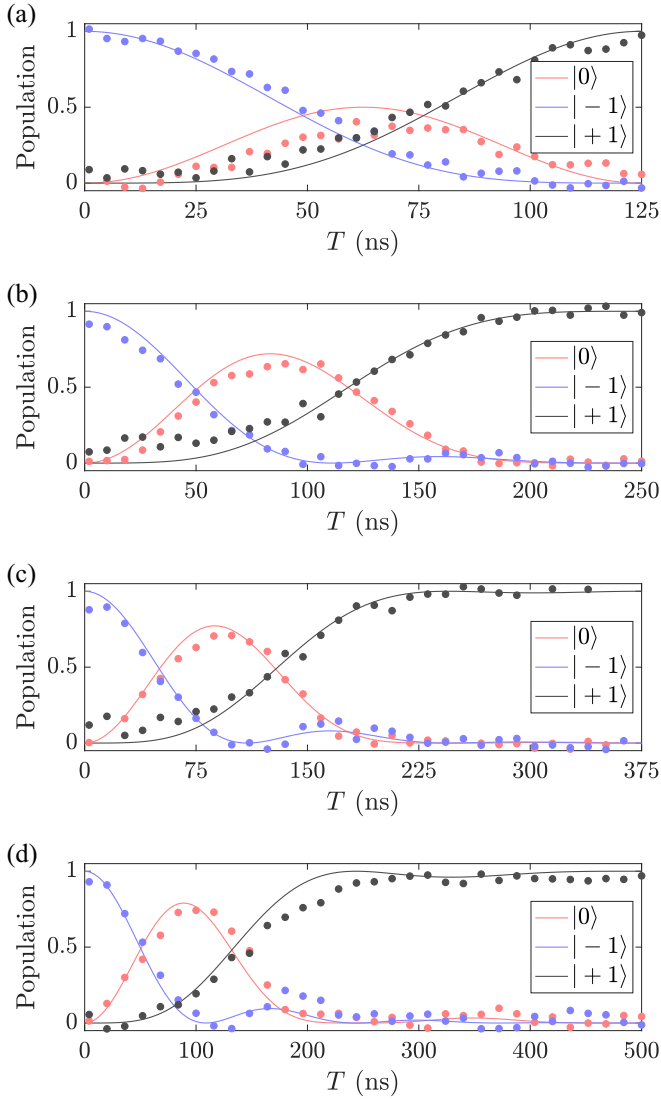 (a)
1
0.5
0
Population
|0⟩
|−1⟩
|+1⟩
0 25 50 75 100 125
T (ns)
(b)
1
0.5
0
Population
|0⟩
|−1⟩
|+1⟩
0 50 100 150 200 250
T (ns)
(c)
1
0.5
0
Population
|0⟩
|−1⟩
|+1⟩
0 75 150 225 300 375
T (ns)
(d)
1
0.5
0
Population
|0⟩
|−1⟩
|+1⟩
0 100 200 300 400 500
T (ns)